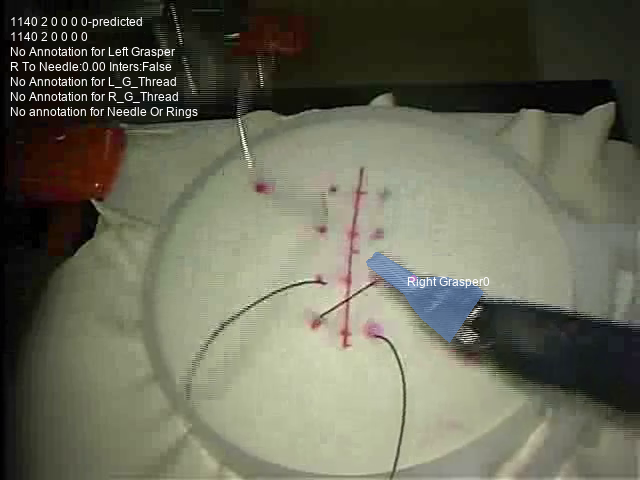 1140 2 0 0 0 0-predicted
1140 2 0 0 0 0
No Annotation for Left Grasper
R To Needle:0.00 Inters:False
No Annotation for L_G_Thread
No Annotation for R_G_Thread
No annotation for Needle Or Rings
Right Grasper0